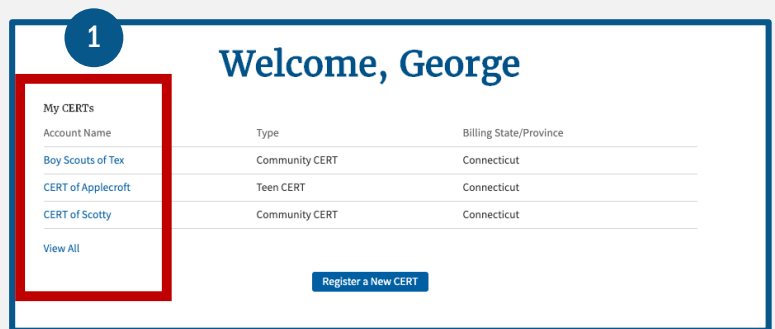 1
Welcome, George
My CERTs
Account Name Type Billing State/Province
Boy Scouts of Tex Community CERT Connecticut
CERT of Applecroft Teen CERT Connecticut
CERT of Scotty Community CERT Connecticut
View All
Register a New CERT